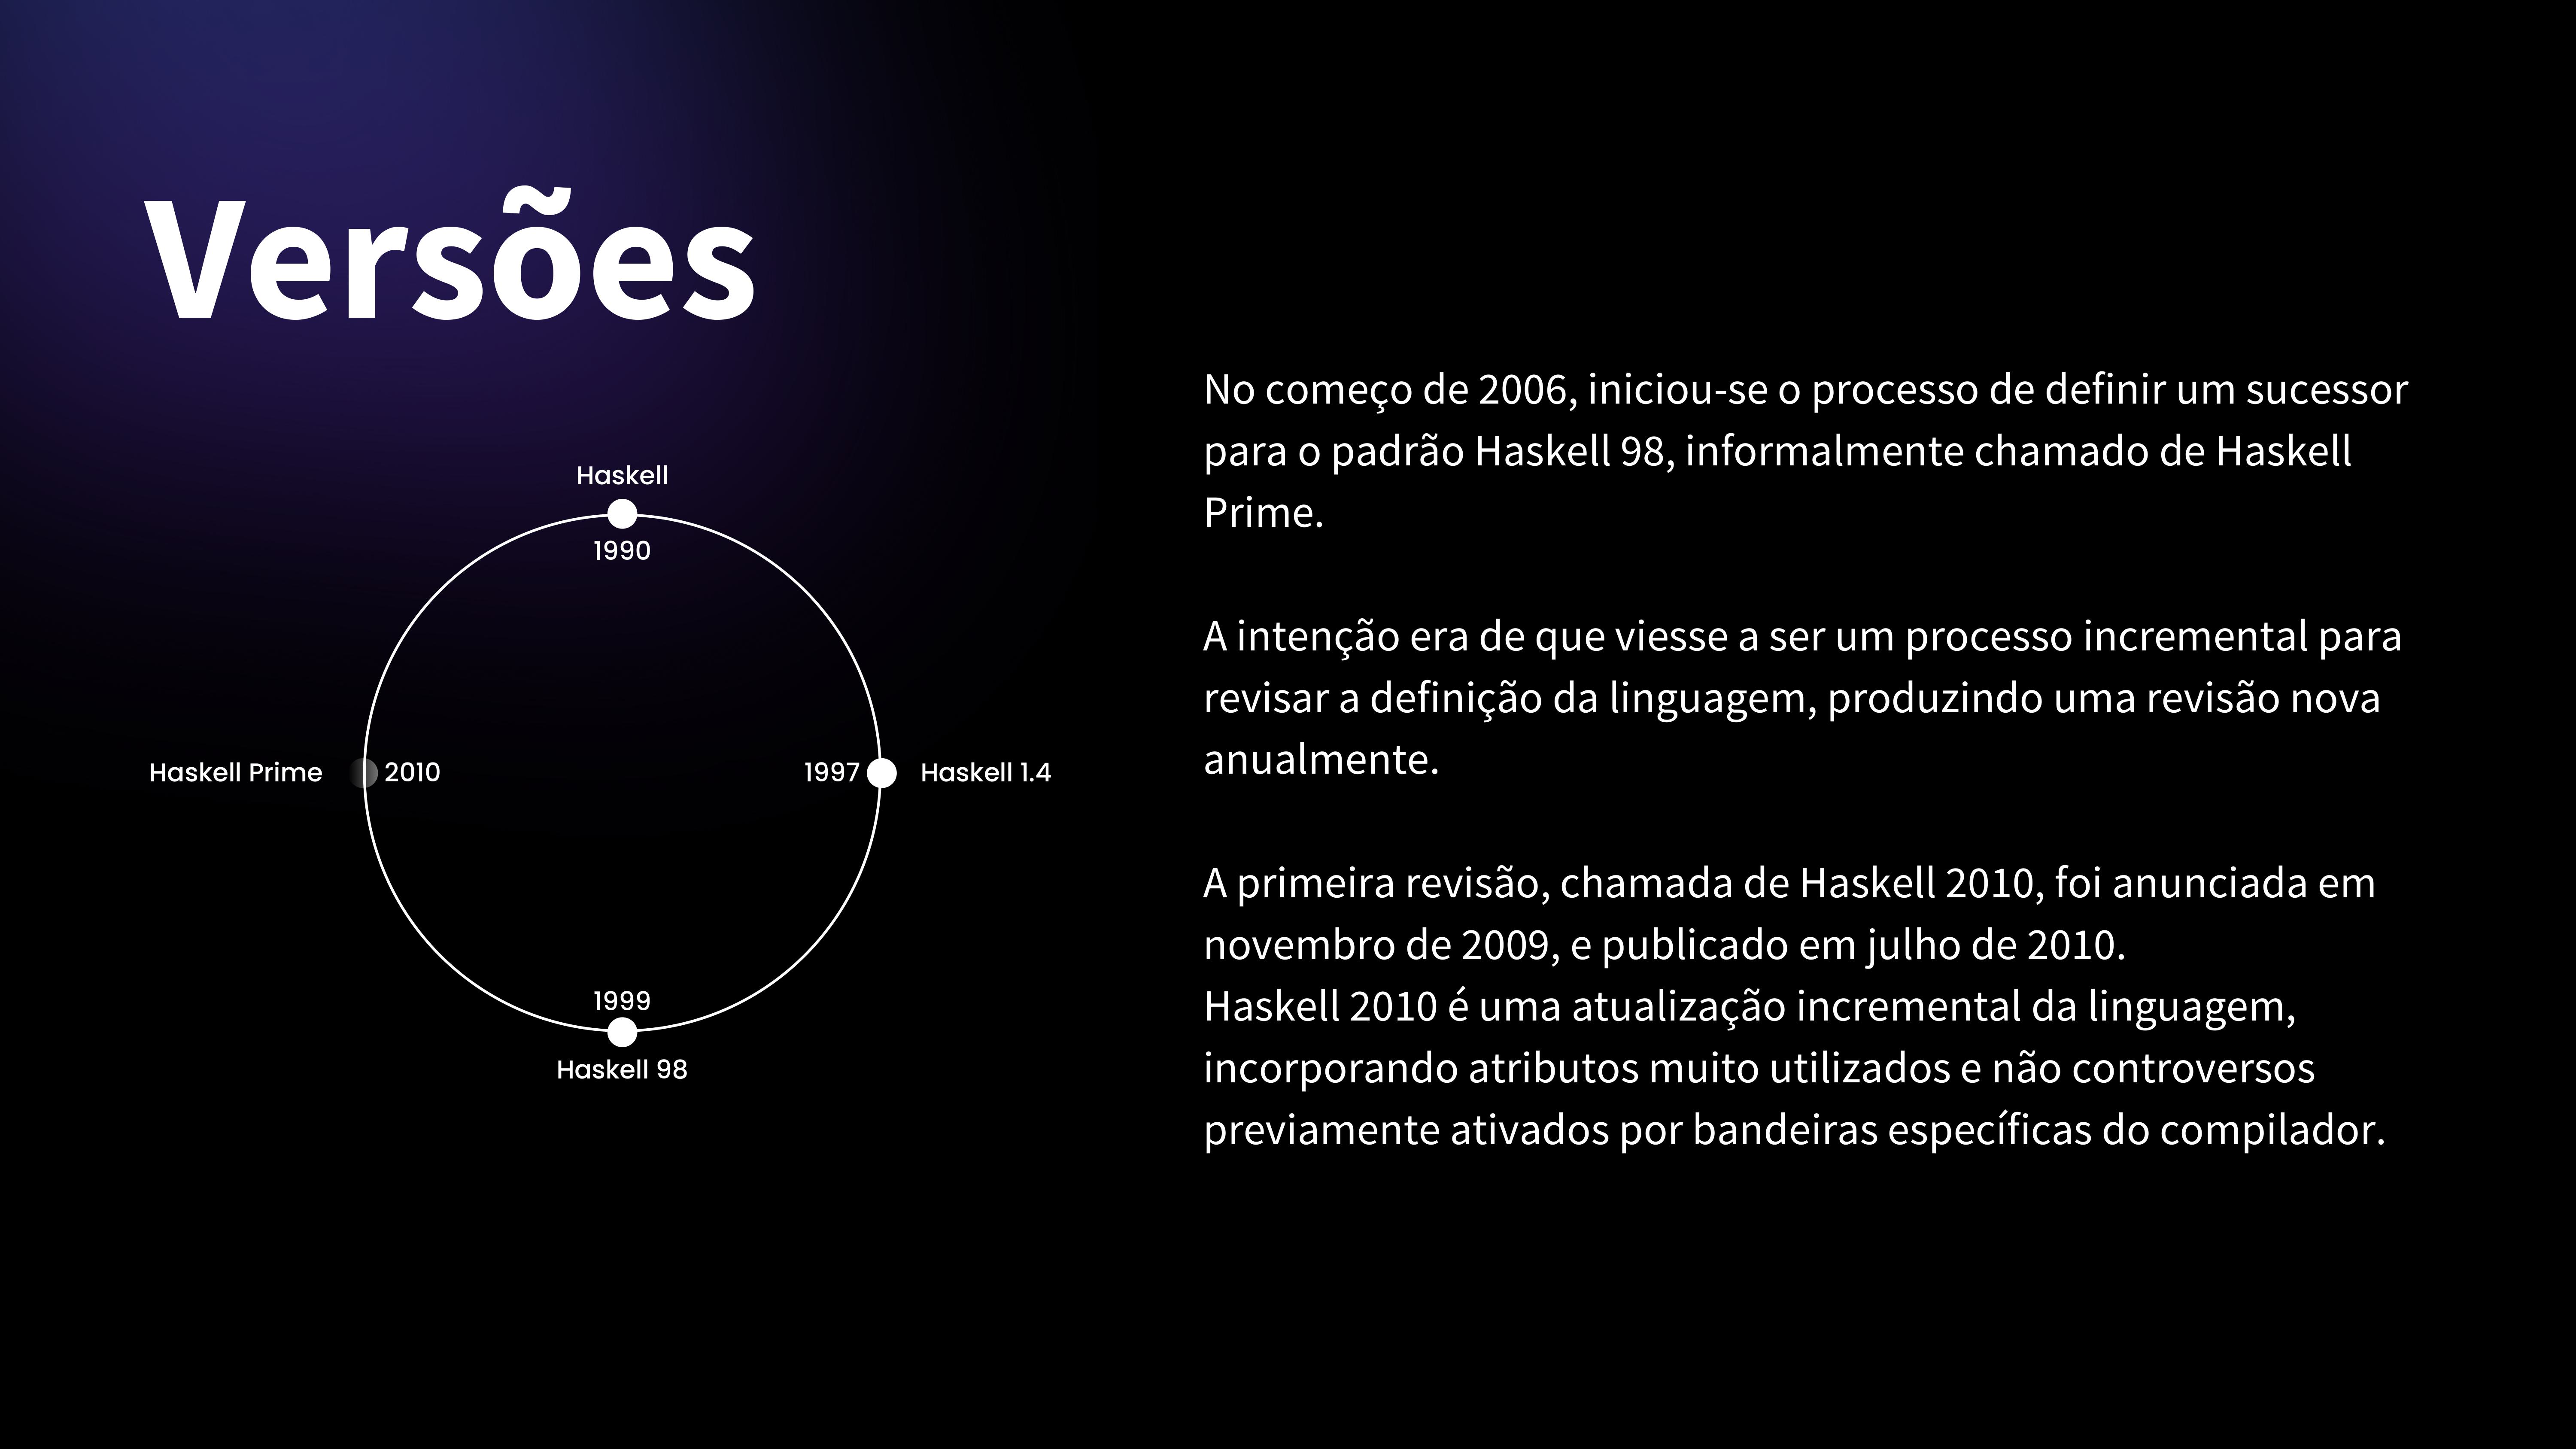 Versões
Haskell
1990
Haskell Prime
2010
1997
Haskell 1.4
1999
Haskell 98
No começo de 2006, iniciou-se o processo de definir um sucessor
para o padrão Haskell 98, informalmente chamado de Haskell
Prime.
A intenção era de que viesse a ser um processo incremental para
revisar a definição da linguagem, produzindo uma revisão nova
anualmente.
A primeira revisão, chamada de Haskell 2010, foi anunciada em
novembro de 2009, e publicado em julho de 2010.
Haskell 2010 é uma atualização incremental da linguagem,
incorporando atributos muito utilizados e não controversos
previamente ativados por bandeiras específicas do compilador.